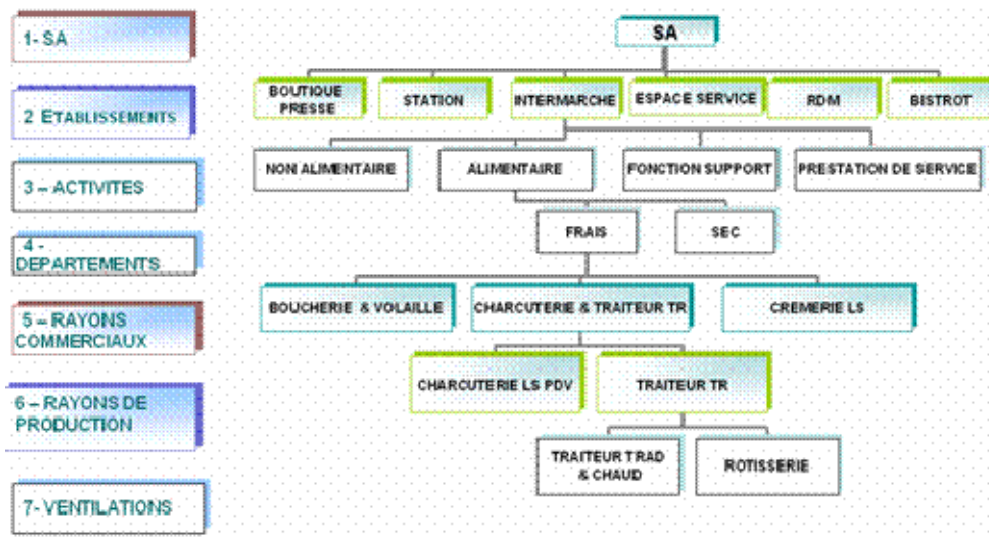 1- SA
2 ETABLISSEMENTS
3 – ACTIVITES
4 -
DEPARTEMENTS
5 – RAYONS
COMMERCIAUX
6 – RAYONS DE
PRODUCTION
7- VENTILATIONS
SA
BOUTIQUE
PRESSE
STATION
INTERMARCHE
ESPACE SERVICE
RDM
BISTROT
NON ALIMENTAIRE
ALIMENTAIRE
FONCTION SUPPORT
PRESTATION DE SERVICE
FRAIS
SEC
BOUCHERIE & VOLAILLE
CHARCUTERIE & TRAITEUR TR
CREMERIE LS
CHARCUTERIE LS PDV
TRAITEUR TR
TRAITEUR TRAD
& CHAUD
ROTISSERIE